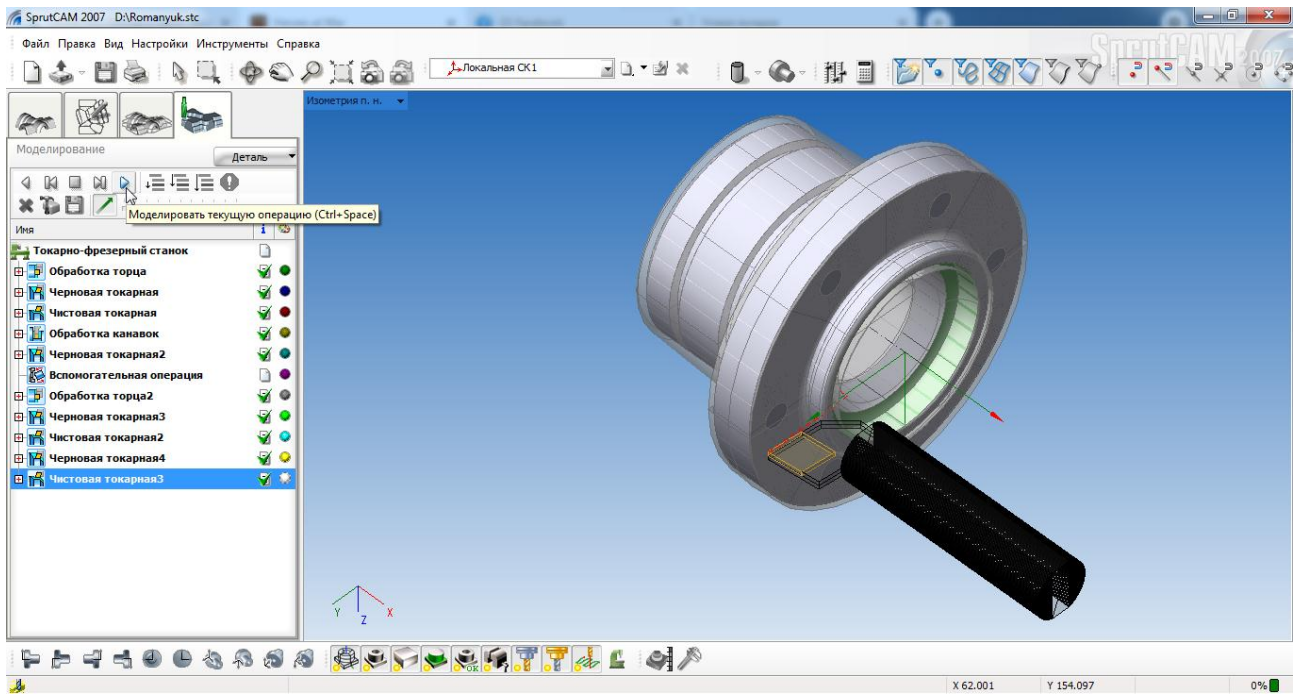 SprutCAM 2007 D:\Romanyuk.stc
Файл Правка Вид Настройки Инструменты Справка
SprutCAM 2007
Локальная СК1
Изометрия п. н.
Моделирование
Деталь
Моделировать текущую операцию (Ctrl+Space)
Имя
Токарно-фрезерный станок
Обработка торца
Черновая токарная
Чистовая токарная
Обработка канавок
Черновая токарная2
Вспомогательная операция
Обработка торца2
Черновая токарная3
Чистовая токарная2
Черновая токарная4
Чистовая токарная3
Y Z X
OK
X 62.001 Y 154.097 0%